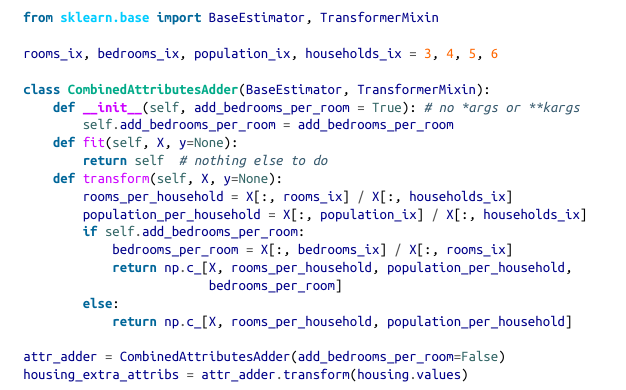 from sklearn.base import BaseEstimator, TransformerMixin

rooms_ix, bedrooms_ix, population_ix, households_ix = 3, 4, 5, 6

class CombinedAttributesAdder(BaseEstimator, TransformerMixin):
    def __init__(self, add_bedrooms_per_room = True): # no *args or **kargs
        self.add_bedrooms_per_room = add_bedrooms_per_room
    def fit(self, X, y=None):
        return self  # nothing else to do
    def transform(self, X, y=None):
        rooms_per_household = X[:, rooms_ix] / X[:, households_ix]
        population_per_household = X[:, population_ix] / X[:, households_ix]
        if self.add_bedrooms_per_room:
            bedrooms_per_room = X[:, bedrooms_ix] / X[:, rooms_ix]
            return np.c_[X, rooms_per_household, population_per_household,
                         bedrooms_per_room]
        else:
            return np.c_[X, rooms_per_household, population_per_household]

attr_adder = CombinedAttributesAdder(add_bedrooms_per_room=False)
housing_extra_attribs = attr_adder.transform(housing.values)